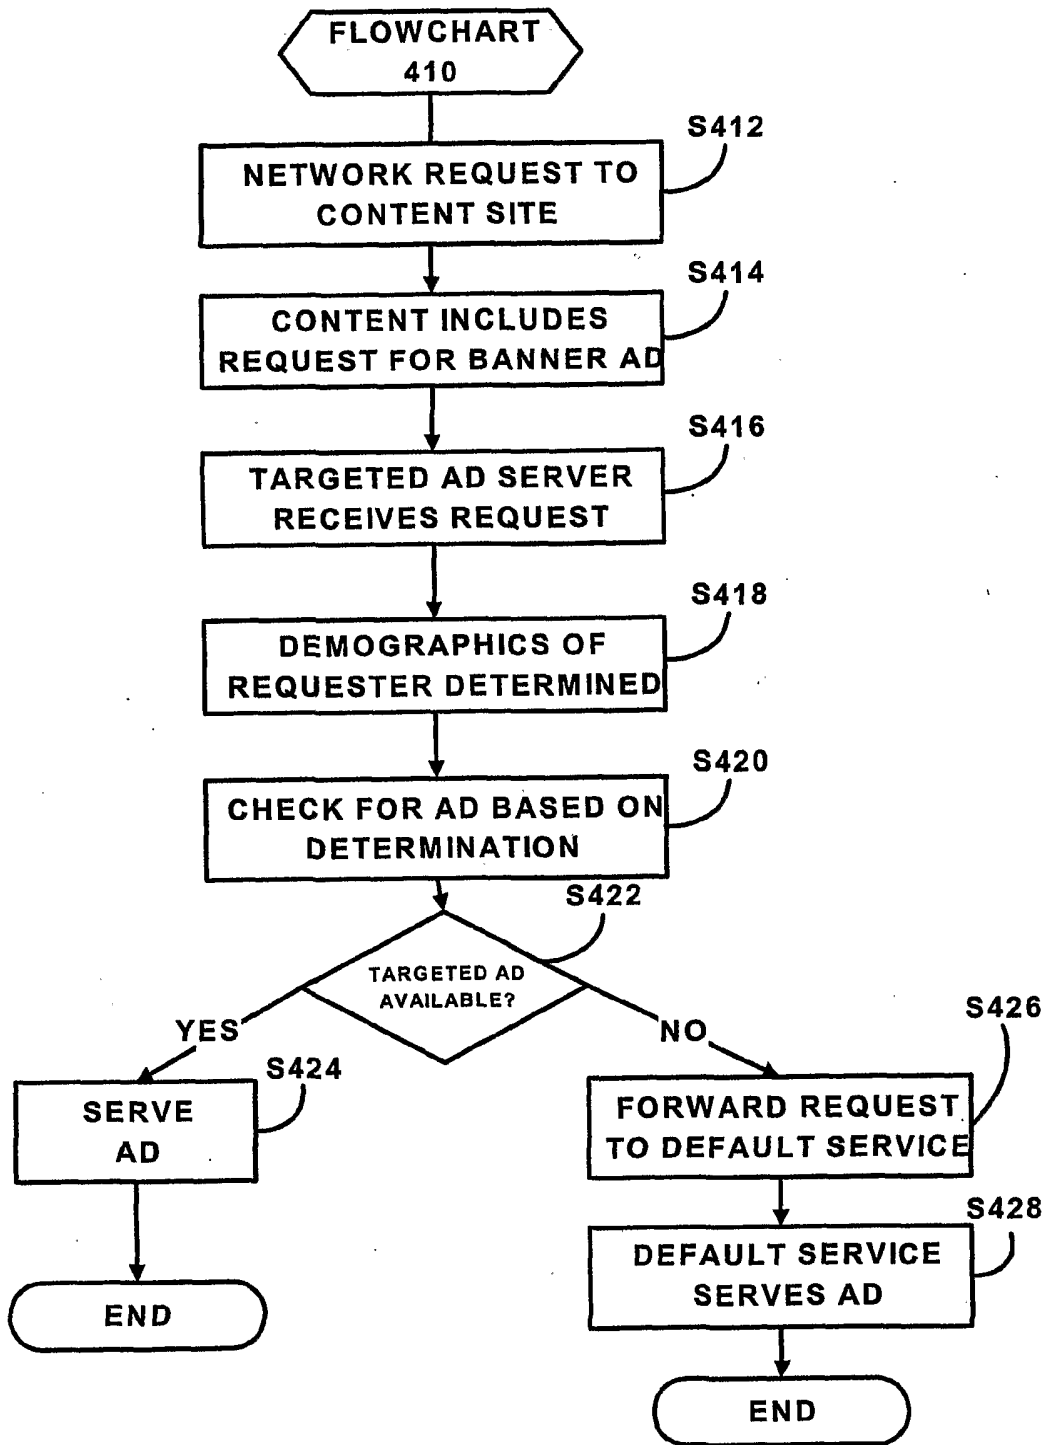 FLOWCHART
410
S412
NETWORK REQUEST TO
CONTENT SITE
S414
CONTENT INCLUDES
REQUEST FOR BANNER AD
S416
TARGETED AD SERVER
RECEIVES REQUEST
S418
DEMOGRAPHICS OF
REQUESTER DETERMINED
S420
CHECK FOR AD BASED ON
DETERMINATION
S422
TARGETED AD
AVAILABLE?
YES
NO
S424
SERVE
AD
END
S426
FORWARD REQUEST
TO DEFAULT SERVICE
S428
DEFAULT SERVICE
SERVES AD
END